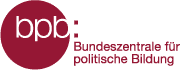 bpb:
Bundeszentrale für
politische Bildung